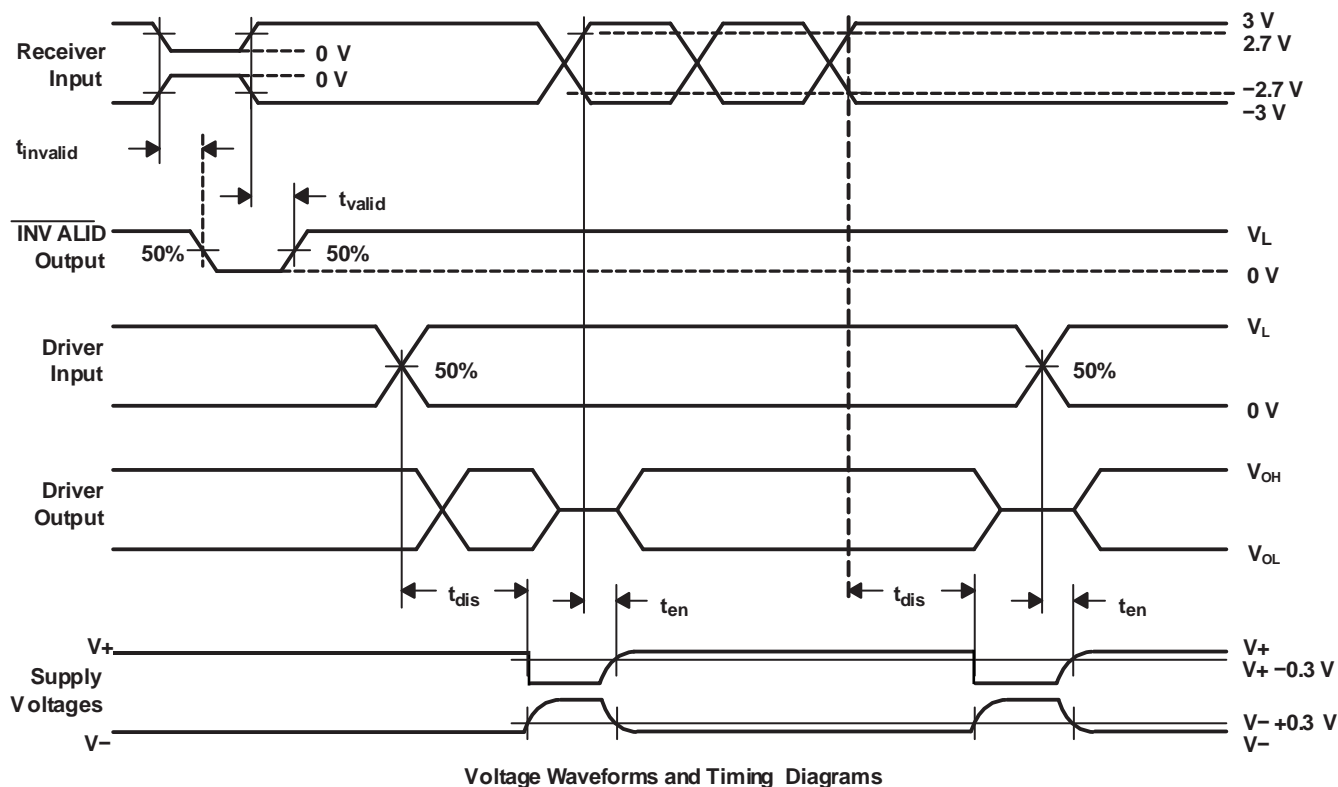 Receiver
Input
0 V
0 V
3 V
2.7 V
−2.7 V
−3 V
tinvalid
tvalid
INV ALID
Output
50%
50%
VL
0 V
Driver
Input
50%
50%
VL
0 V
Driver
Output
VOH
VOL
tdis
ten
tdis
ten
V+
Supply
Voltages
V−
V+
V+ −0.3 V
V− +0.3 V
V−
Voltage Waveforms and Timing Diagrams